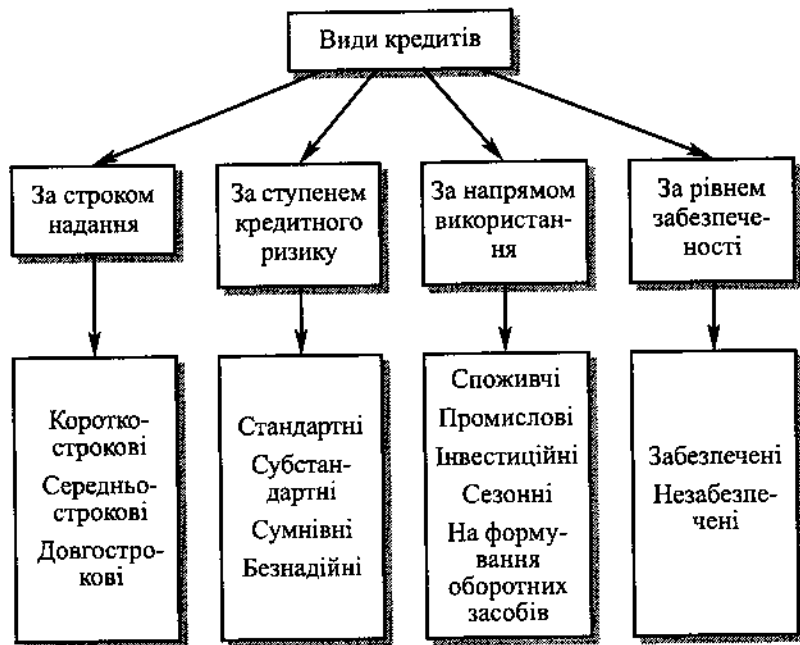 Види кредитів
За строком
надання
За ступенем
кредитного
ризику
За напрямом
використан-
ня
За рівнем
забезпече-
ності
Коротко-
строкові
Середньо-
строкові
Довгостро-
кові
Стандартні
Субстан-
дартні
Сумнівні
Безнадійні
Споживчі
Промислові
Інвестиційні
Сезонні
На форму-
вання
оборотних
засобів
Забезпечені
Незабезпе-
чені